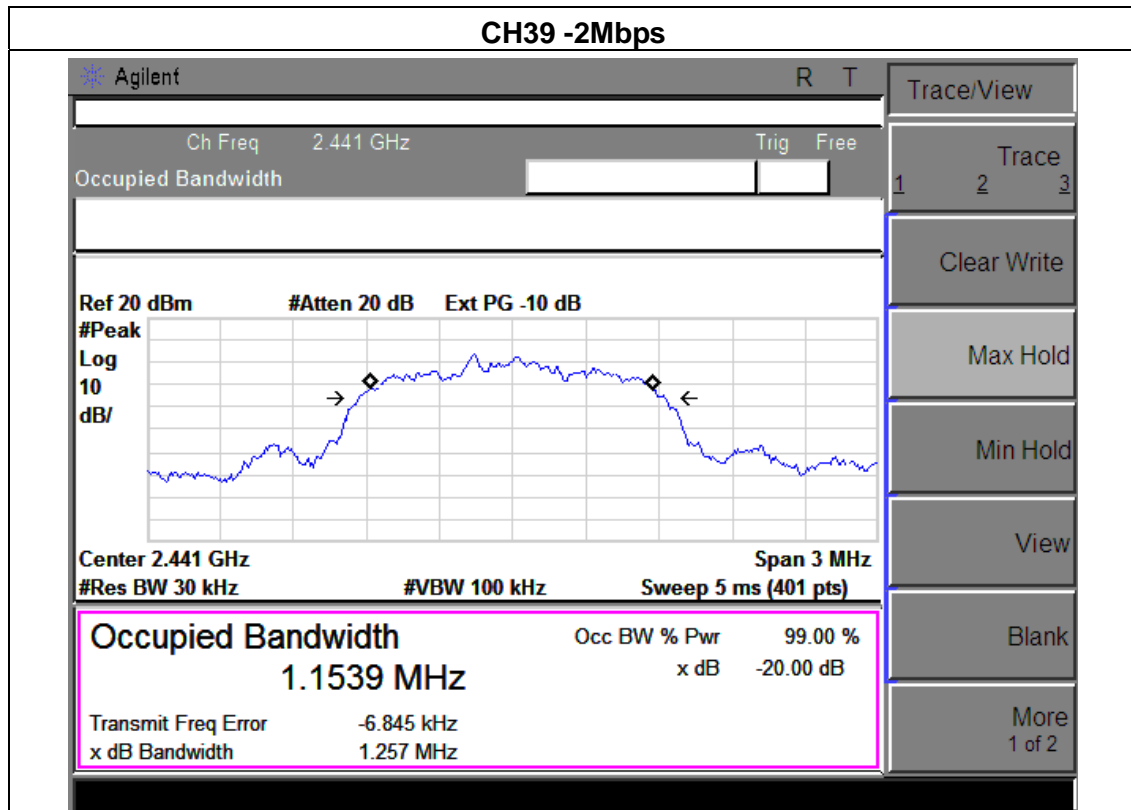 CH39 -2Mbps
Agilent R T
Ch Freq 2.441 GHz Trig Free
Occupied Bandwidth
Ref 20 dBm #Atten 20 dB Ext PG -10 dB
#Peak
Log
10
dB/
Center 2.441 GHz Span 3 MHz
#Res BW 30 kHz #VBW 100 kHz Sweep 5 ms (401 pts)
Occupied Bandwidth Occ BW % Pwr 99.00 %
1.1539 MHz x dB -20.00 dB
Transmit Freq Error -6.845 kHz
x dB Bandwidth 1.257 MHz
Trace/View
Trace
1 2 3
Clear Write
Max Hold
Min Hold
View
Blank
More
1 of 2